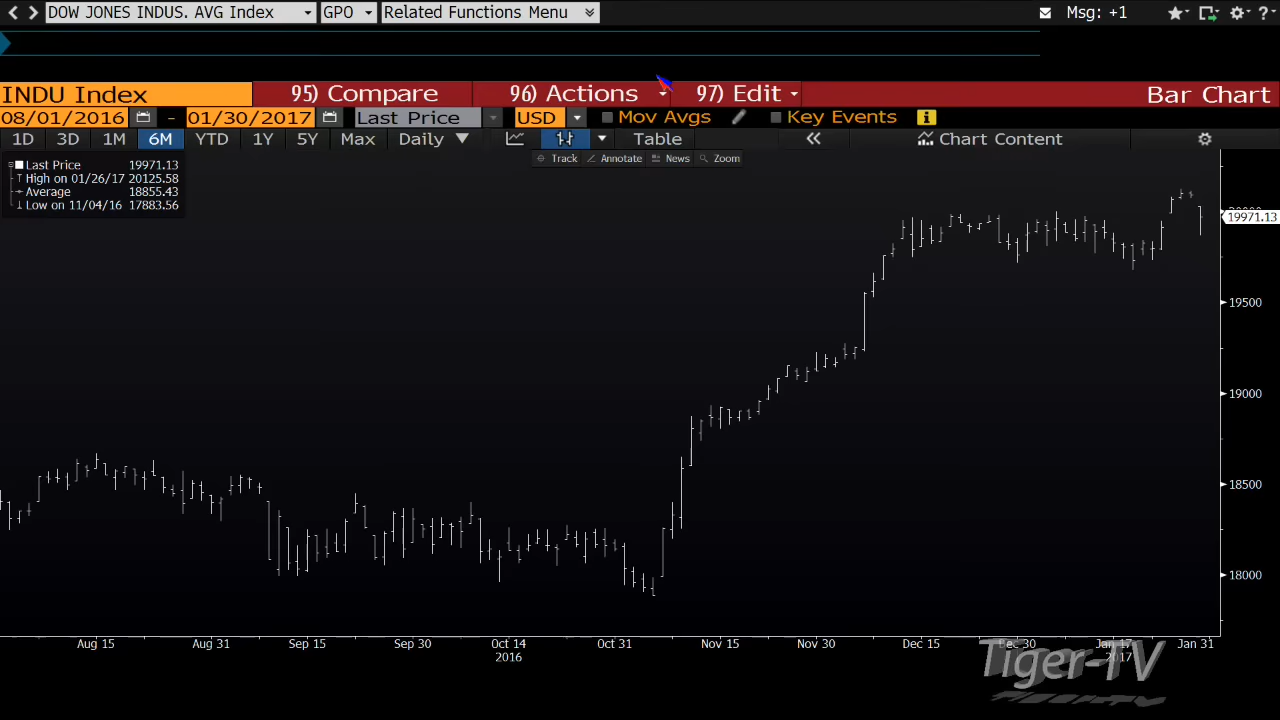 DOW JONES INDUS. AVG Index GPO Related Functions Menu Msg: +1 ?
INDU Index 95) Compare 96) Actions 97) Edit Bar Chart
08/01/2016 - 01/30/2017 Last Price USD Mov Avgs Key Events
1D 3D 1M 6M YTD 1Y 5Y Max Daily Table « Chart Content
Track Annotate News Zoom
Last Price 19971.13
High on 01/26/17 20125.58
Average 18855.43
Low on 11/04/16 17883.56
19971.13
19500
19000
18500
18000
Aug 15 Aug 31 Sep 15 Sep 30 Oct 14 Oct 31 Nov 15 Nov 30 Dec 15 Dec 30 Jan 17 Jan 31
2016 2017
Tiger-TV